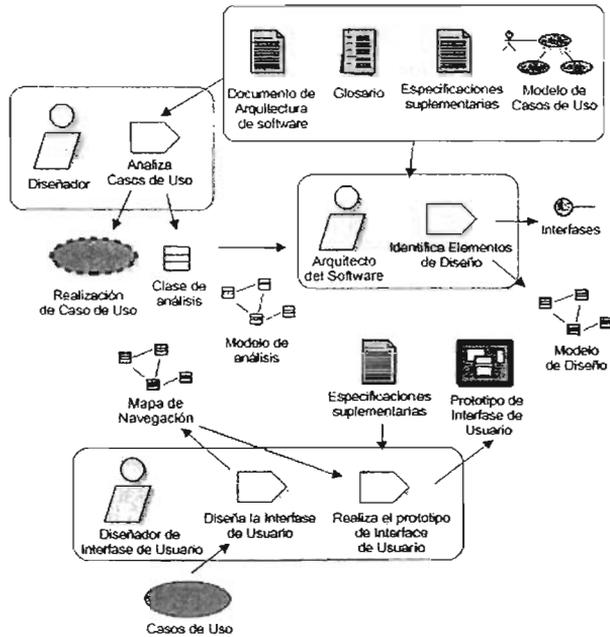 Documento de
Arquitectura
de software
Glosario
Especificaciones
suplementarias
Modelo de
Casos de Uso
Diseñador
Analiza
Casos de Uso
Arquitecto
del Software
Identifica Elementos
de Diseño
Interfases
Realización
de Caso de Uso
Clase de
análisis
Modelo de
análisis
Modelo
de Diseño
Mapa de
Navegación
Especificaciones
suplementarias
Prototipo de
Interfase de
Usuario
Diseñador de
Interfase de Usuario
Diseña la Interfase
de Usuario
Realiza el prototipo
de Interface
de Usuario
Casos de Uso